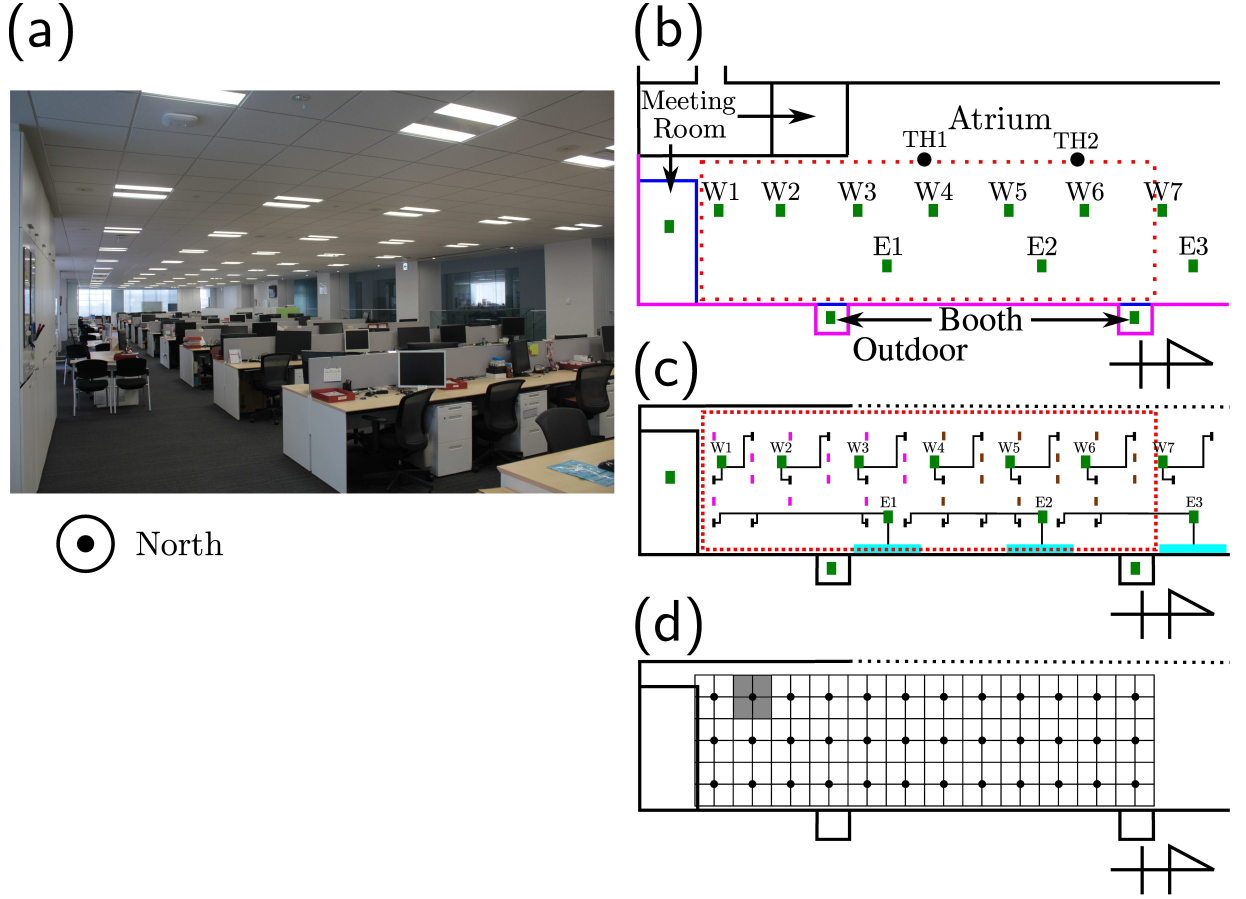 (a)
North
(b)
Meeting
Room
Atrium
TH1 TH2
W1 W2 W3 W4 W5 W6 W7
E1 E2 E3
Booth
Outdoor
(c)
W1 W2 W3 W4 W5 W6 W7
E1 E2 E3
(d)